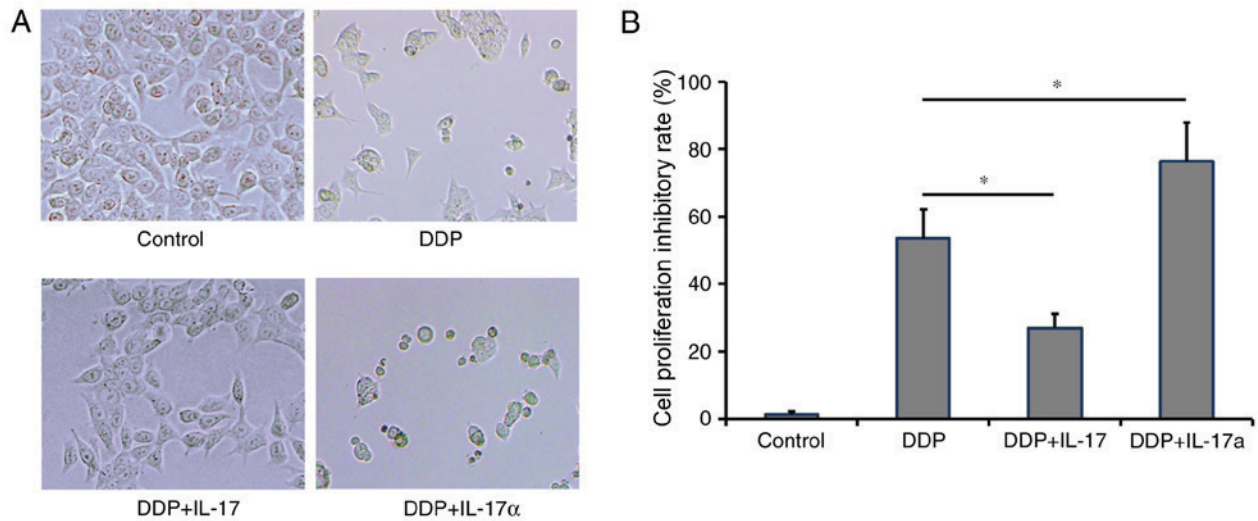 A
Control
DDP
DDP+IL-17
DDP+IL-17α
B
Cell proliferation inhibitory rate (%)
100
80
60
40
20
0
*
*
Control
DDP
DDP+IL-17
DDP+IL-17a